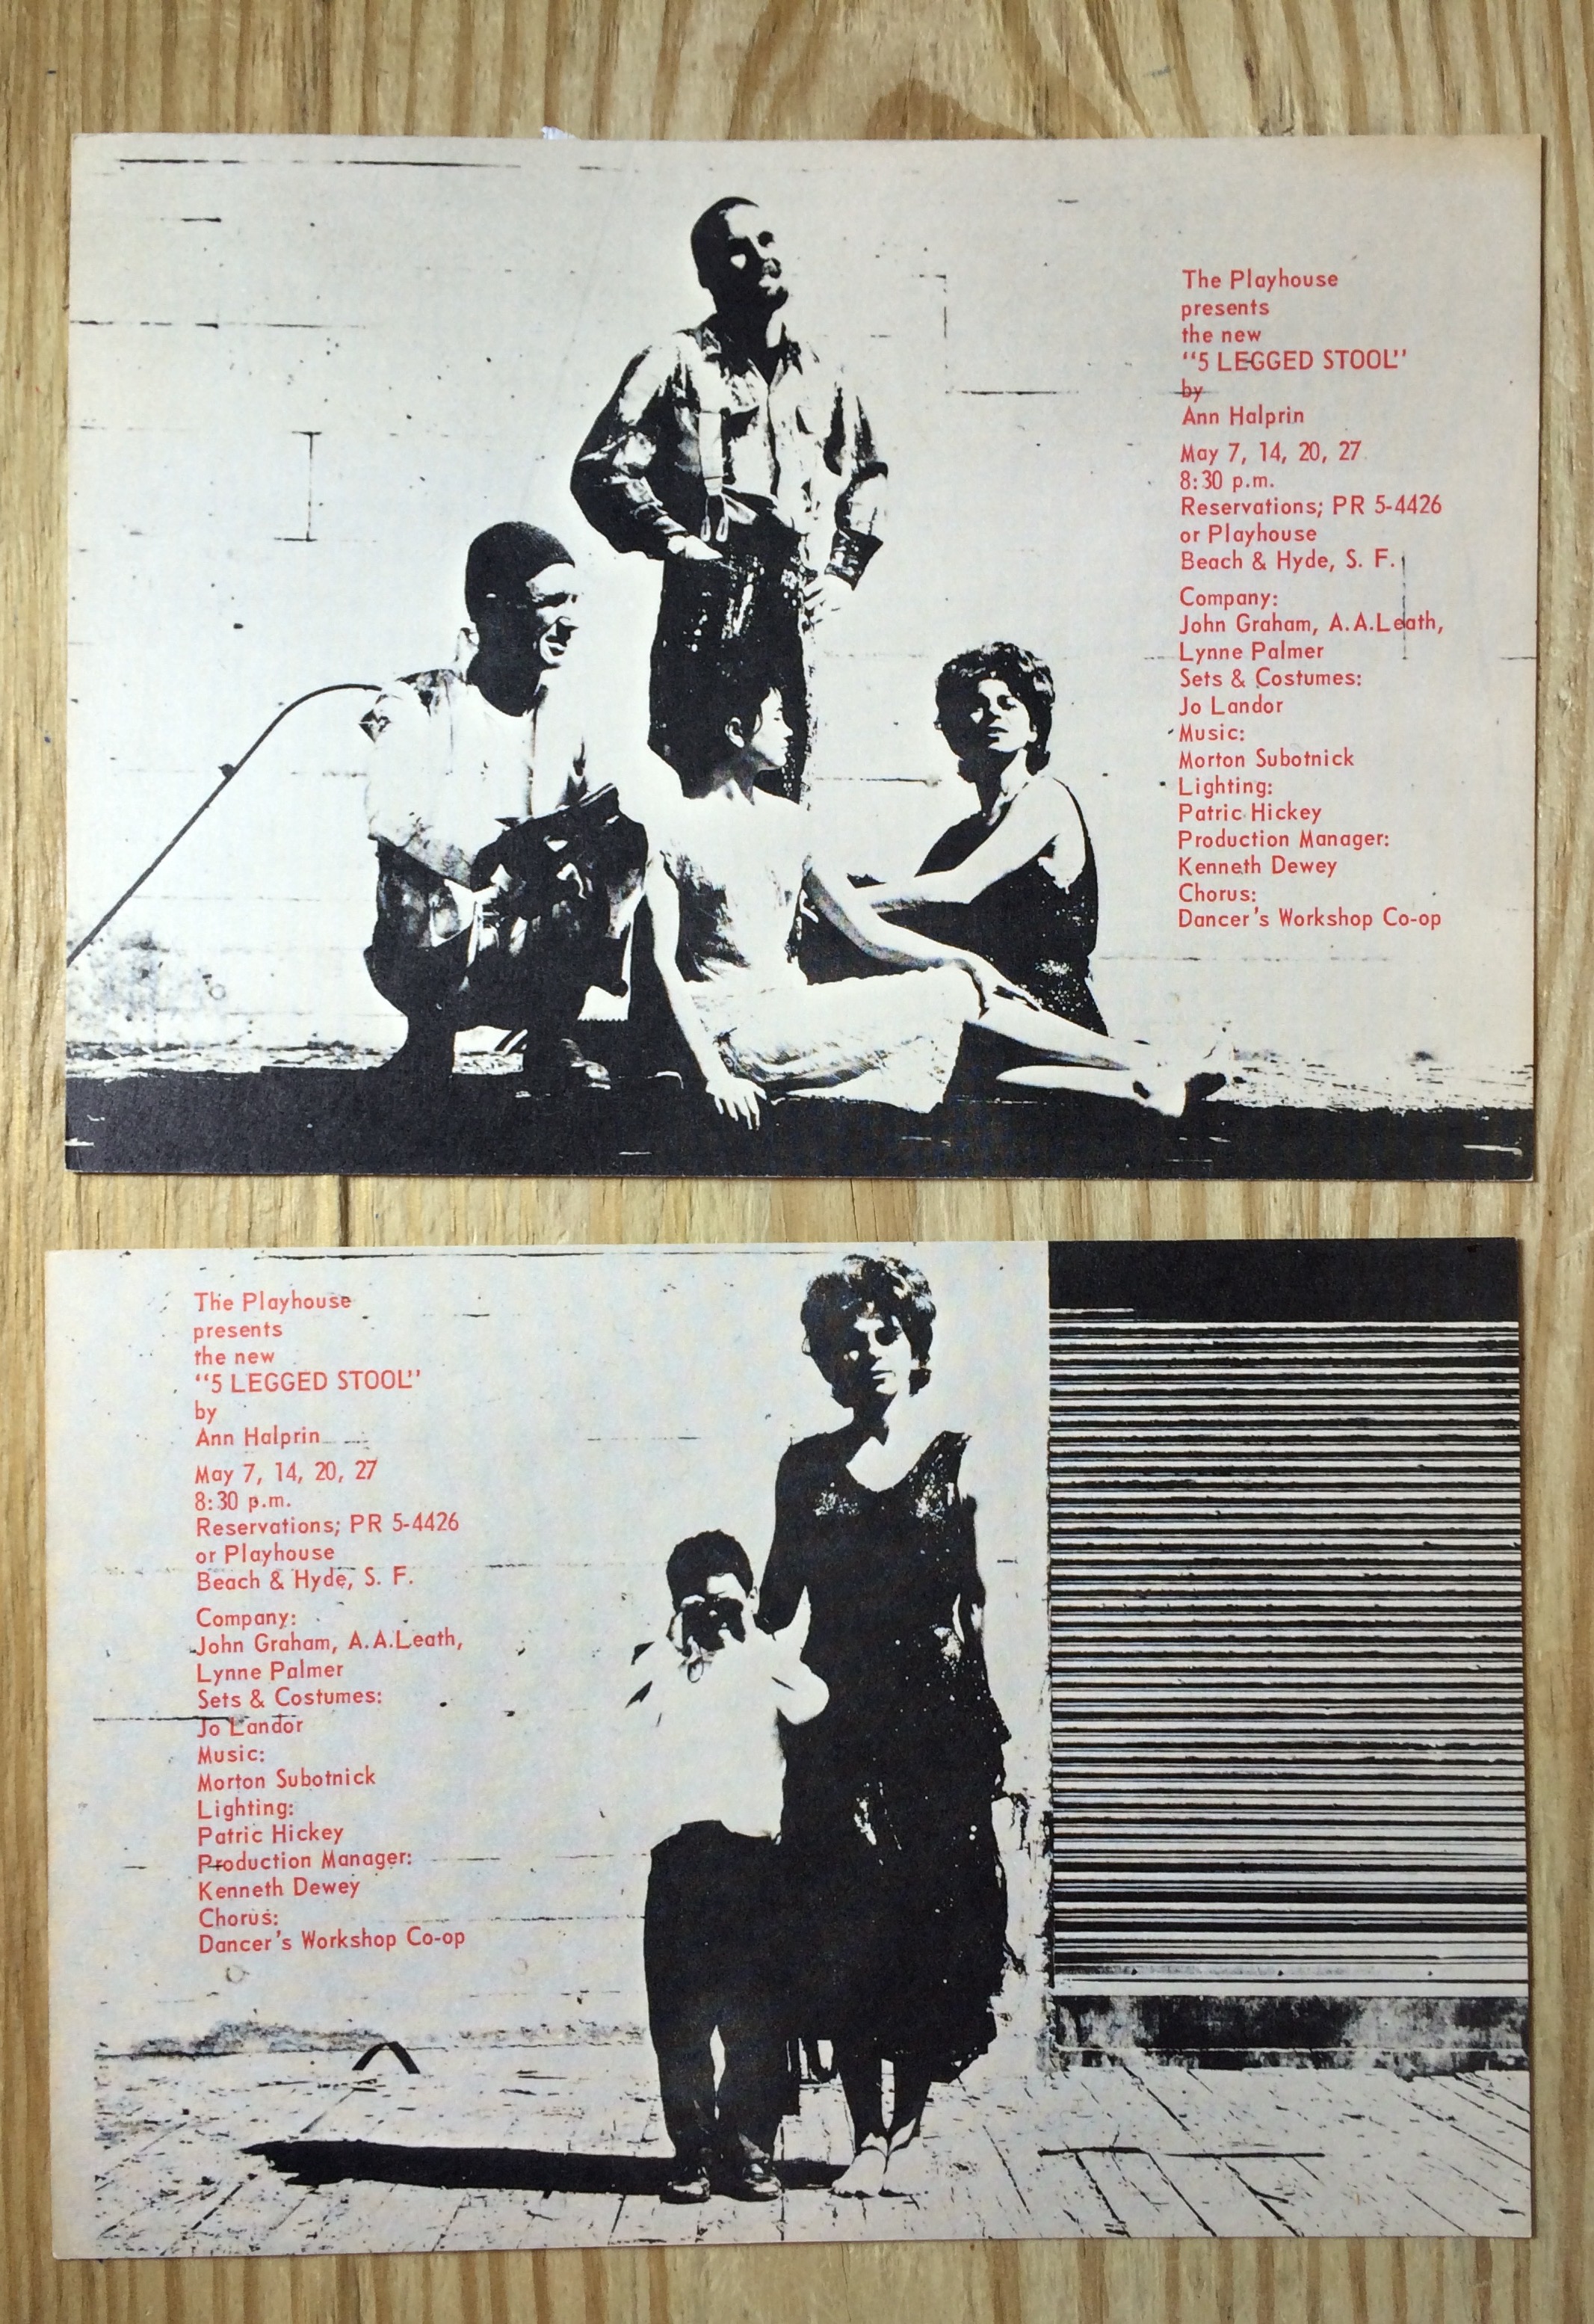 The Playhouse
presents
the new
"5 LEGGED STOOL"
by
Ann Halprin
May 7, 14, 20, 27
8:30 p.m.
Reservations; PR 5-4426
or Playhouse
Beach & Hyde, S. F.
Company:
John Graham, A.A.Leath,
Lynne Palmer
Sets & Costumes:
Jo Landor
Music:
Morton Subotnick
Lighting:
Patric Hickey
Production Manager:
Kenneth Dewey
Chorus:
Dancer's Workshop Co-op
The Playhouse
presents
the new
"5 LEGGED STOOL"
by
Ann Halprin
May 7, 14, 20, 27
8:30 p.m.
Reservations; PR 5-4426
or Playhouse
Beach & Hyde, S. F.
Company:
John Graham, A.A.Leath,
Lynne Palmer
Sets & Costumes:
Jo Landor
Music:
Morton Subotnick
Lighting:
Patric Hickey
Production Manager:
Kenneth Dewey
Chorus:
Dancer's Workshop Co-op